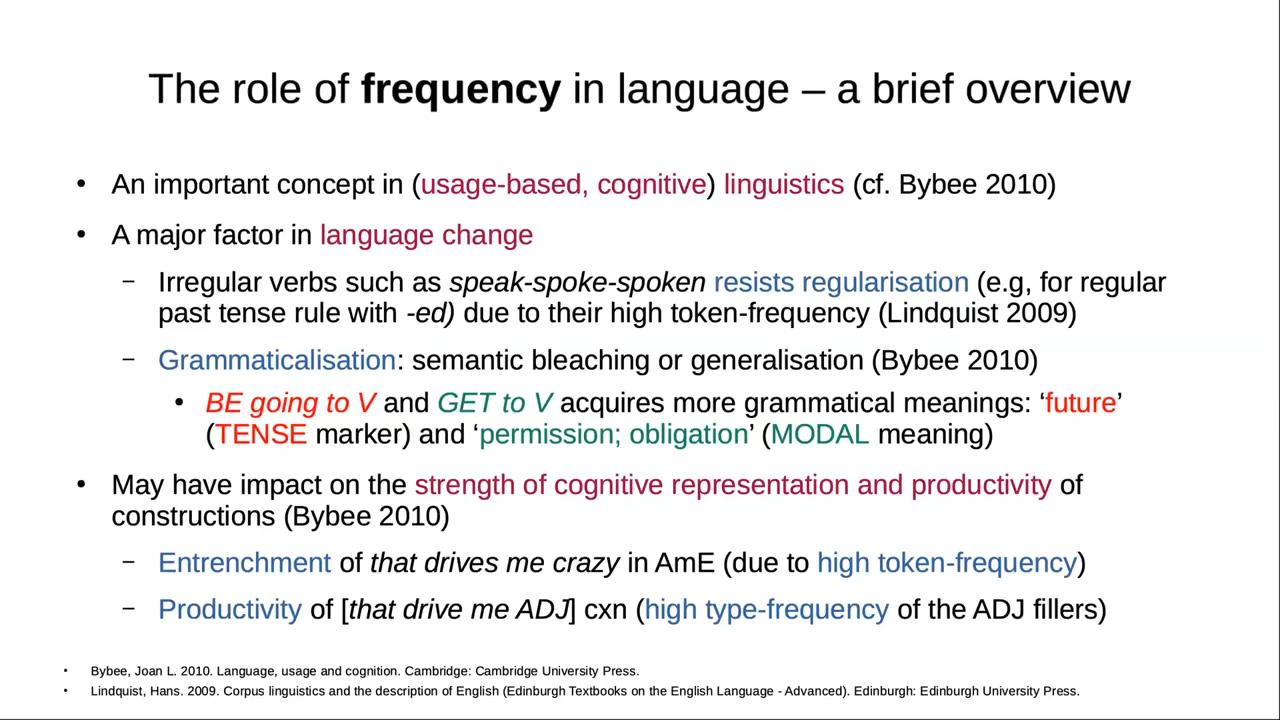 The role of frequency in language – a brief overview
• An important concept in (usage-based, cognitive) linguistics (cf. Bybee 2010)
• A major factor in language change
– Irregular verbs such as speak-spoke-spoken resists regularisation (e.g, for regular
past tense rule with -ed) due to their high token-frequency (Lindquist 2009)
– Grammaticalisation: semantic bleaching or generalisation (Bybee 2010)
• BE going to V and GET to V acquires more grammatical meanings: ‘future’
(TENSE marker) and ‘permission; obligation’ (MODAL meaning)
• May have impact on the strength of cognitive representation and productivity of
constructions (Bybee 2010)
– Entrenchment of that drives me crazy in AmE (due to high token-frequency)
– Productivity of [that drive me ADJ] cxn (high type-frequency of the ADJ fillers)
• Bybee, Joan L. 2010. Language, usage and cognition. Cambridge: Cambridge University Press.
• Lindquist, Hans. 2009. Corpus linguistics and the description of English (Edinburgh Textbooks on the English Language - Advanced). Edinburgh: Edinburgh University Press.